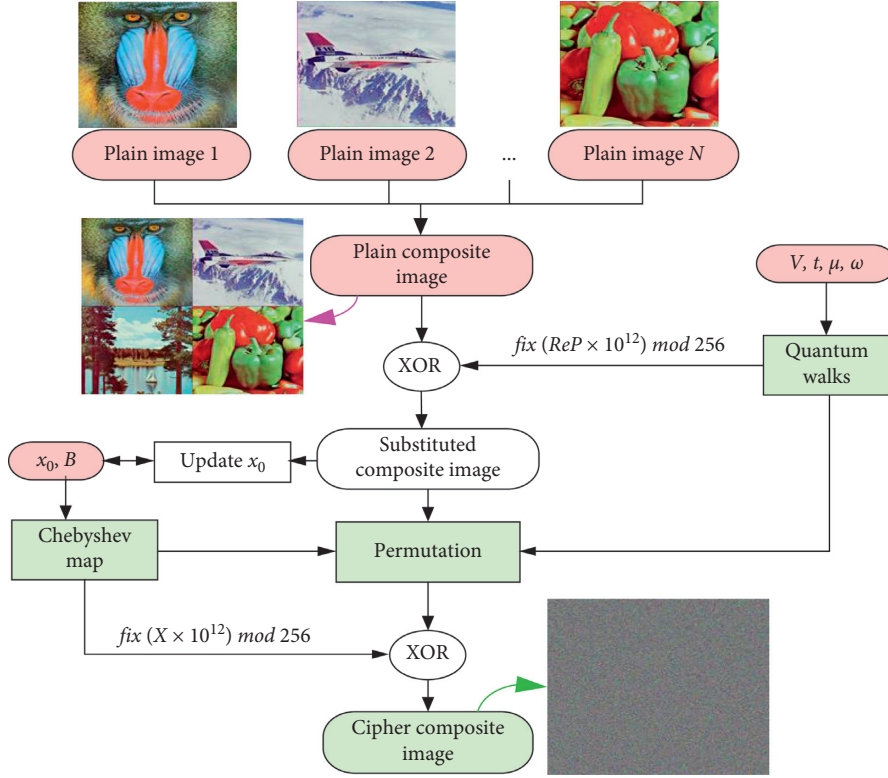 Plain image 1
Plain image 2
...
Plain image N
Plain composite
image
V, t, μ, ω
XOR
fix (ReP × 10¹²) mod 256
Quantum
walks
Substituted
composite image
x₀, B
Update x₀
Chebyshev
map
Permutation
fix (X × 10¹²) mod 256
XOR
Cipher composite
image